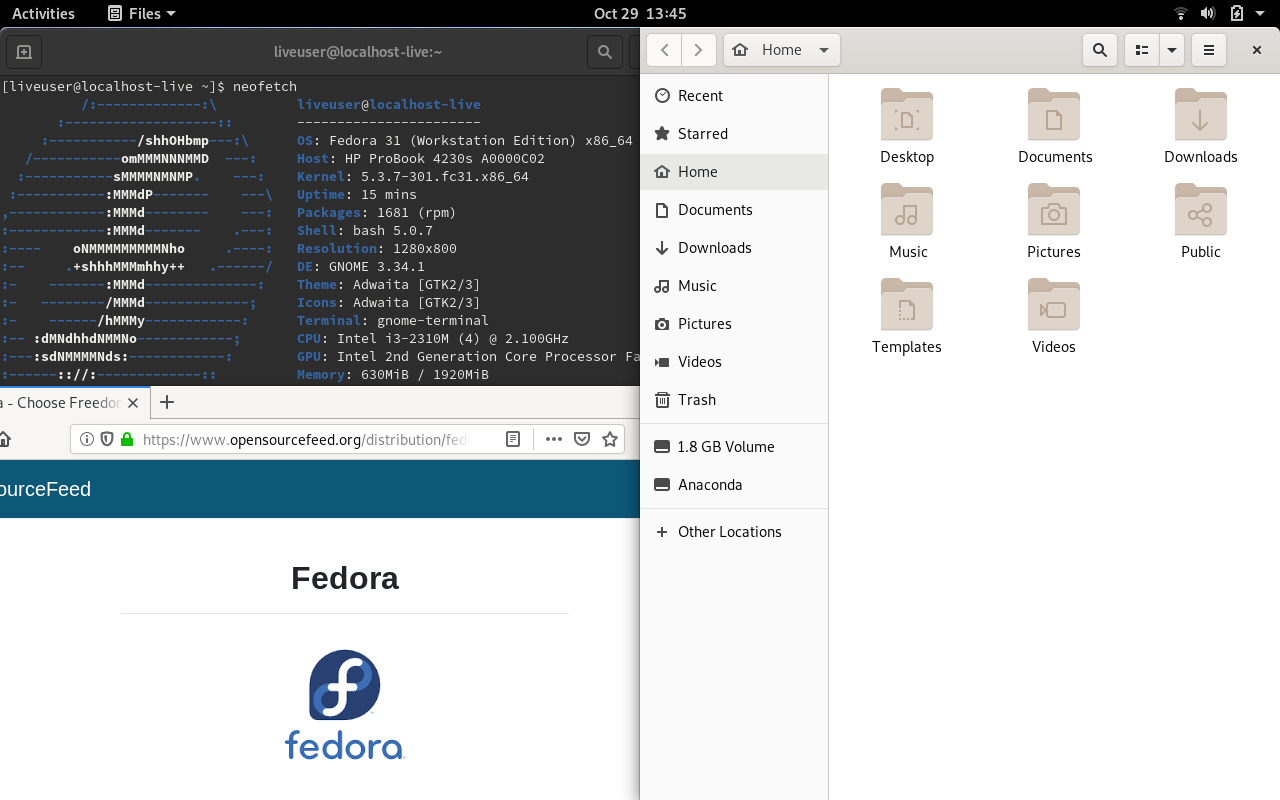 Activities Files Oct 29 13:45
liveuser@localhost-live:~
[liveuser@localhost-live ~]$ neofetch
/:-------------:\ liveuser@localhost-live
:-------------------:: -----------------------
:-----------/shhOHbmp---:\ OS: Fedora 31 (Workstation Edition) x86_64
/-----------omMMMNNNMMD ---: Host: HP ProBook 4230s A0000C02
:-----------sMMMMNMNMP. ---: Kernel: 5.3.7-301.fc31.x86_64
:-----------:MMMdP------- ---\ Uptime: 15 mins
,------------:MMMd-------- ---: Packages: 1681 (rpm)
:------------:MMMd------- .---: Shell: bash 5.0.7
:---- oNMMMMMMMMMNho .----: Resolution: 1280x800
:-- .+shhhMMMmhhy++ .------/ DE: GNOME 3.34.1
:- -------:MMMd--------------: Theme: Adwaita [GTK2/3]
:- --------/MMMd-------------; Icons: Adwaita [GTK2/3]
:- ------/hMMMy------------: Terminal: gnome-terminal
:-- :dMNdhhdNMMNo------------; CPU: Intel i3-2310M (4) @ 2.100GHz
:---:sdNMMMMNds:------------: GPU: Intel 2nd Generation Core Processor Fa
:------:://:-------------:: Memory: 630MiB / 1920MiB
a - Choose Freedor
https://www.opensourcefeed.org/distribution/fed
ourceFeed
Fedora
fedora
Home
Recent
Starred
Home
Documents
Downloads
Music
Pictures
Videos
Trash
1.8 GB Volume
Anaconda
Other Locations
Desktop Documents Downloads
Music Pictures Public
Templates Videos